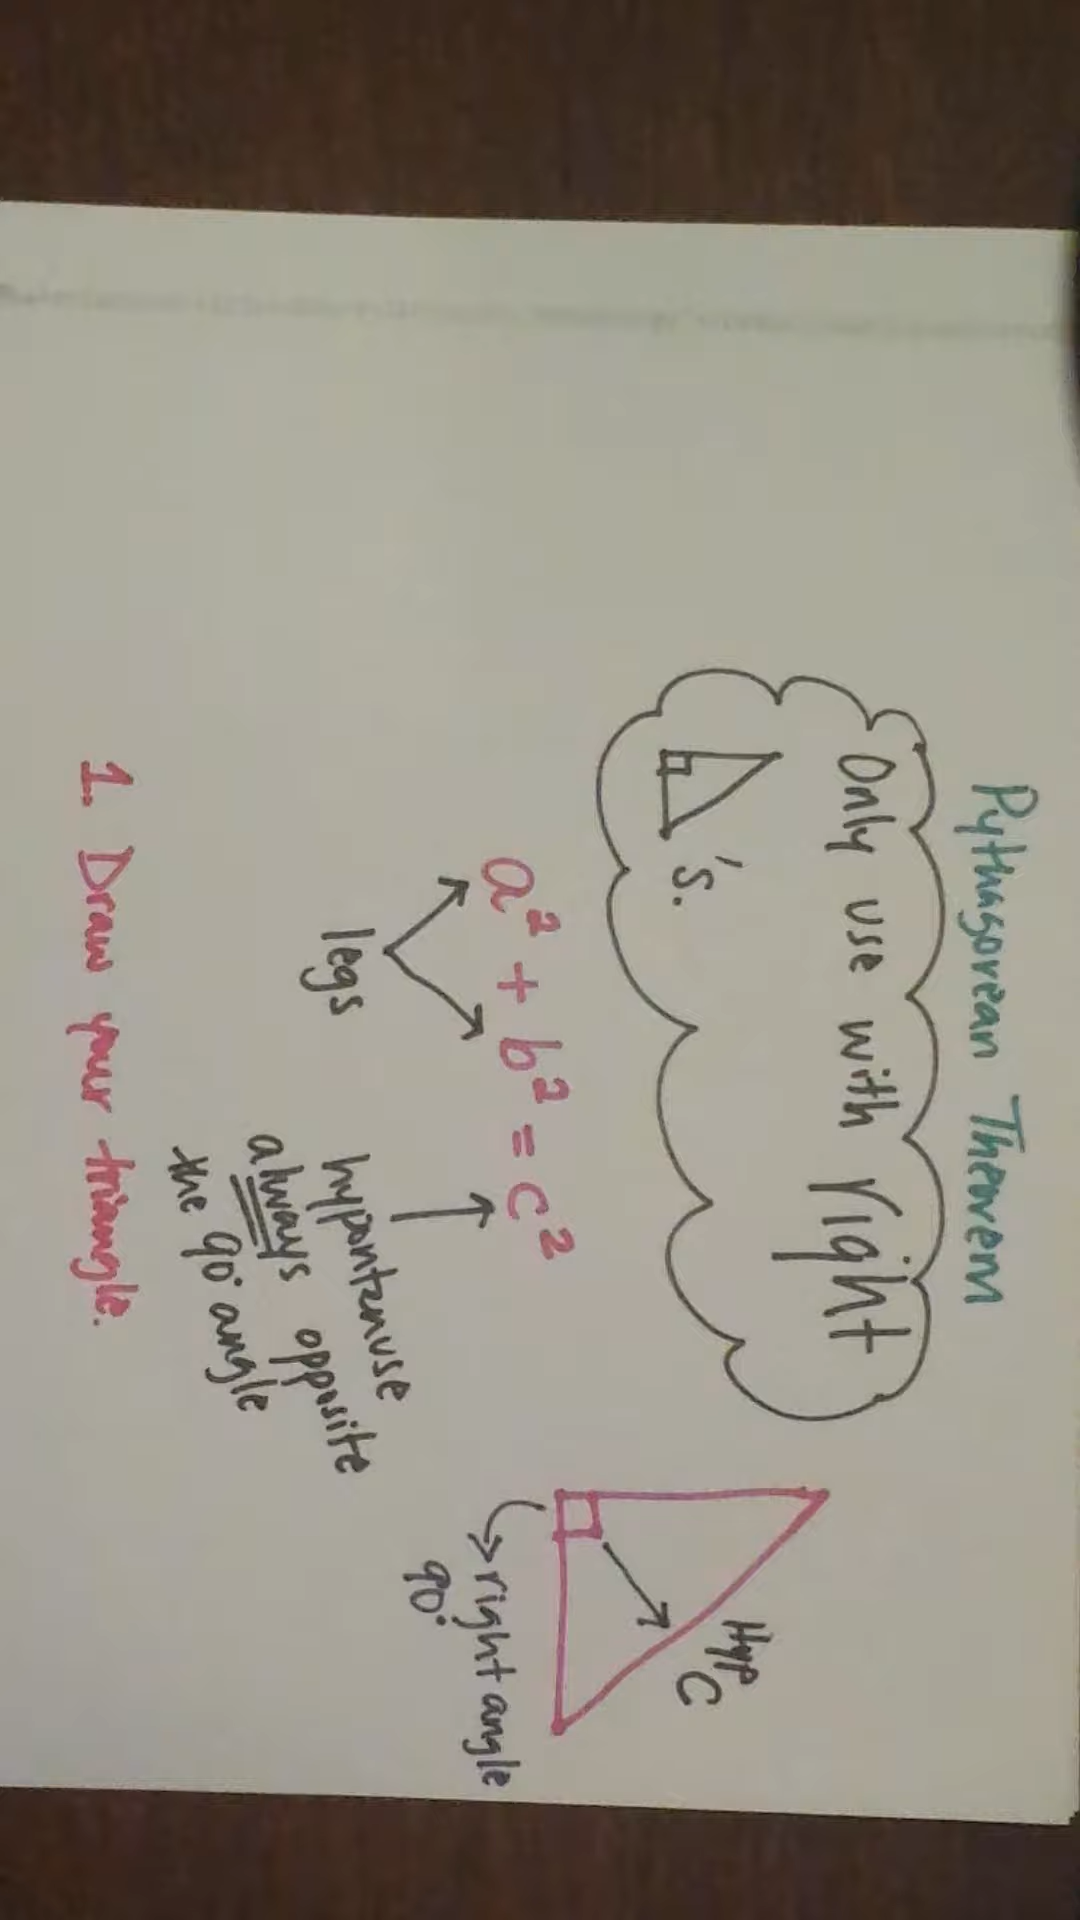 Pythagorean Theorem
Only use with right
's.
a² + b² = c²
legs
hypontenuse
always opposite
the 90° angle
Hyp
C
right angle
90°
1. Draw your triangle.